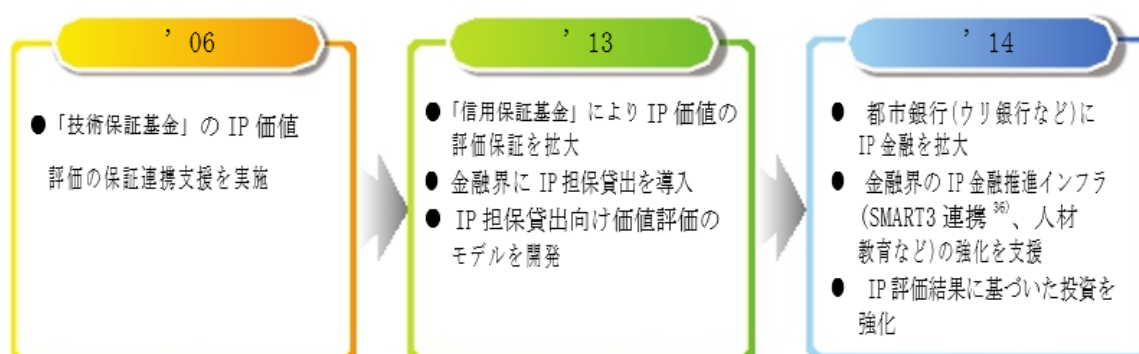 ’06
●「技術保証基金」の IP 価値
評価の保証連携支援を実施
’13
●「信用保証基金」により IP 価値の
評価保証を拡大
● 金融界に IP 担保貸出を導入
● IP 担保貸出向け価値評価の
モデルを開発
’14
● 都市銀行(ウリ銀行など)に
IP 金融を拡大
● 金融界の IP 金融推進インフラ
(SMART3 連携 36)、人材
教育など)の強化を支援
● IP 評価結果に基づいた投資を
強化